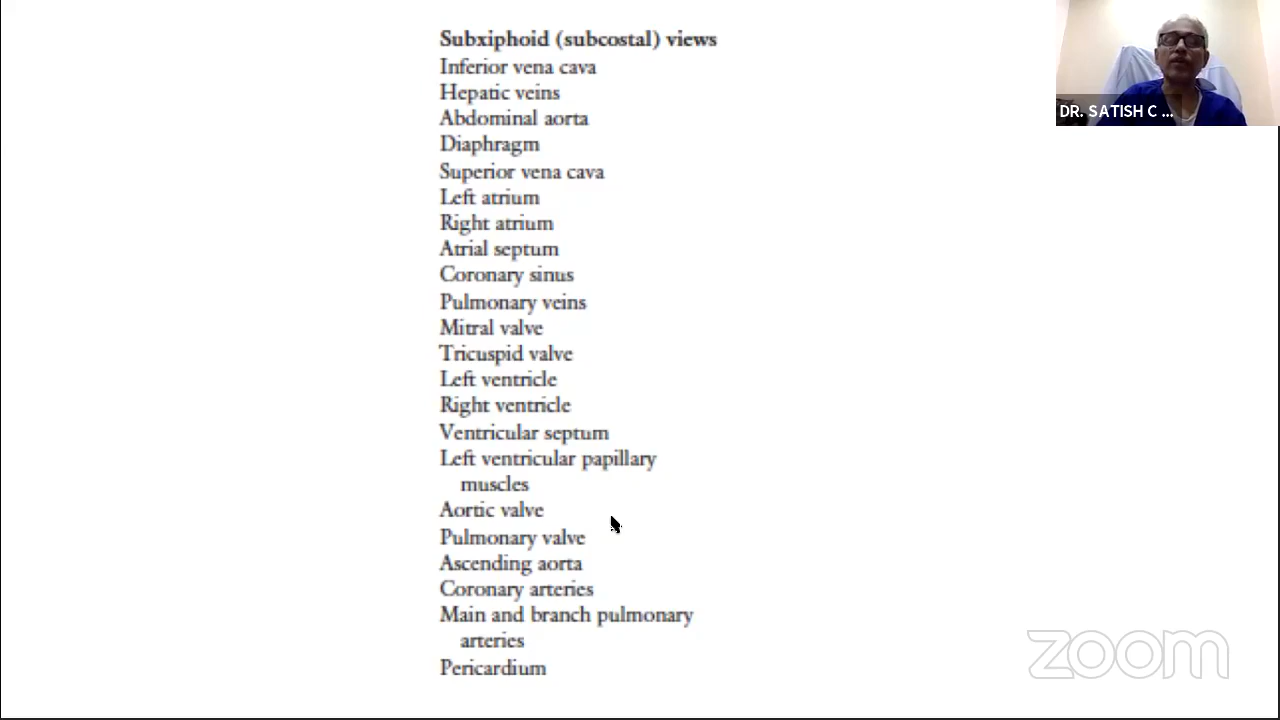 Subxiphoid (subcostal) views
Inferior vena cava
Hepatic veins
Abdominal aorta
Diaphragm
Superior vena cava
Left atrium
Right atrium
Atrial septum
Coronary sinus
Pulmonary veins
Mitral valve
Tricuspid valve
Left ventricle
Right ventricle
Ventricular septum
Left ventricular papillary
muscles
Aortic valve
Pulmonary valve
Ascending aorta
Coronary arteries
Main and branch pulmonary
arteries
Pericardium
DR. SATISH C ...
zoom